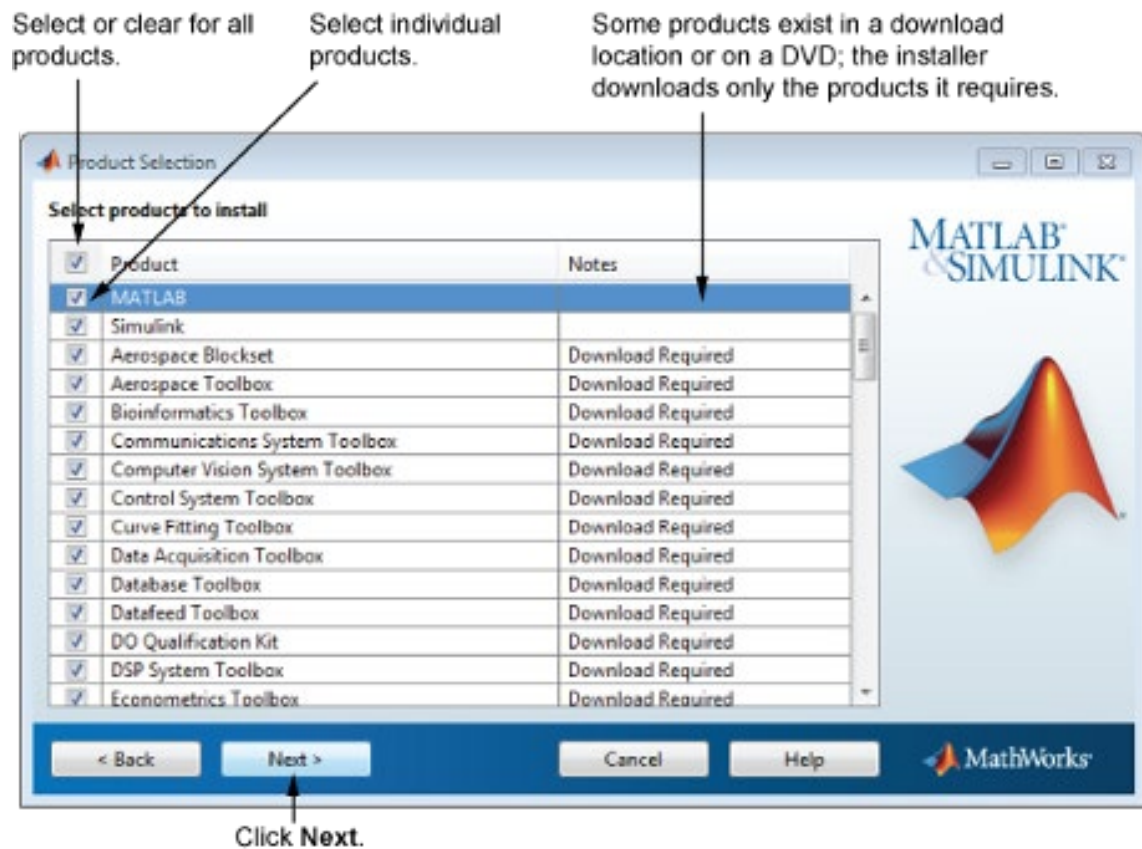 Select or clear for all
products.
Select individual
products.
Some products exist in a download
location or on a DVD; the installer
downloads only the products it requires.
Product Selection
Select products to install
Product Notes
MATLAB
Simulink
Aerospace Blockset Download Required
Aerospace Toolbox Download Required
Bioinformatics Toolbox Download Required
Communications System Toolbox Download Required
Computer Vision System Toolbox Download Required
Control System Toolbox Download Required
Curve Fitting Toolbox Download Required
Data Acquisition Toolbox Download Required
Database Toolbox Download Required
Datafeed Toolbox Download Required
DO Qualification Kit Download Required
DSP System Toolbox Download Required
Econometrics Toolbox Download Required
MATLAB®
&SIMULINK®
< Back Next > Cancel Help MathWorks®
Click Next.